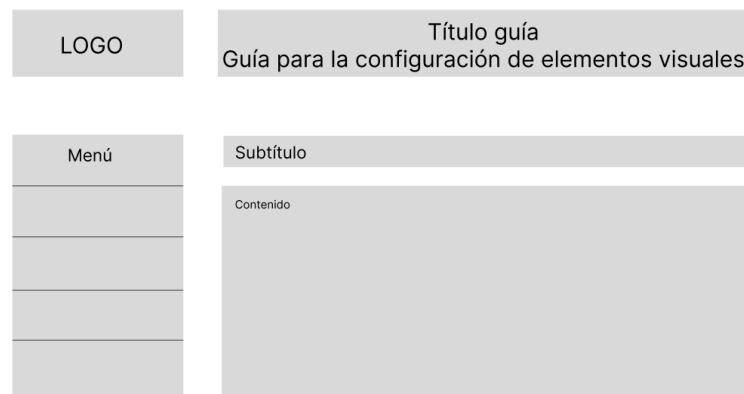 LOGO
Título guía
Guía para la configuración de elementos visuales
Menú
Subtítulo
Contenido